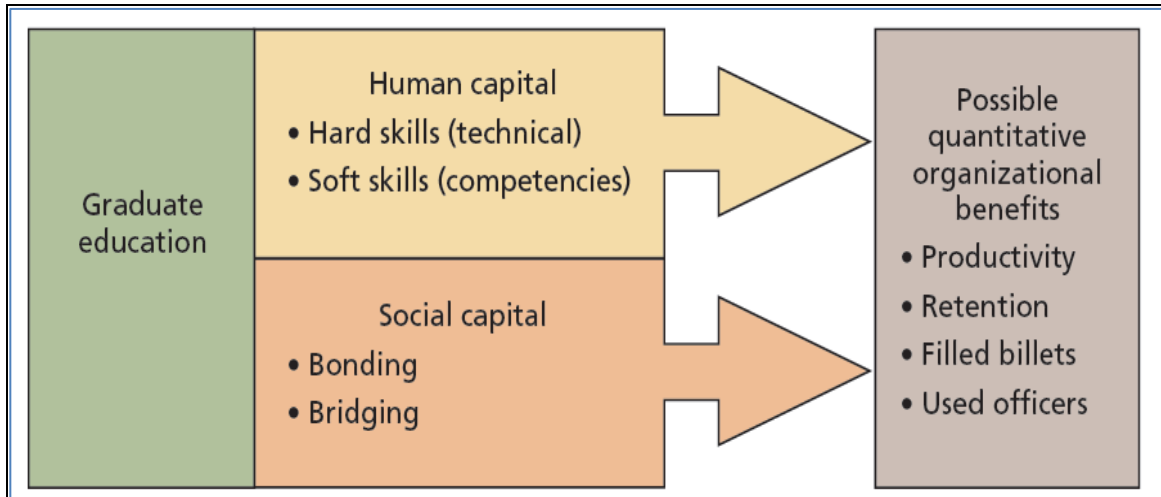 Graduate
education
Human capital
• Hard skills (technical)
• Soft skills (competencies)
Social capital
• Bonding
• Bridging
Possible
quantitative
organizational
benefits
• Productivity
• Retention
• Filled billets
• Used officers